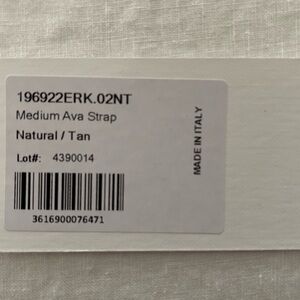 196922ERK.02NT
Medium Ava Strap
Natural / Tan
Lot#: 4390014
3616900076471
MADE IN ITALY